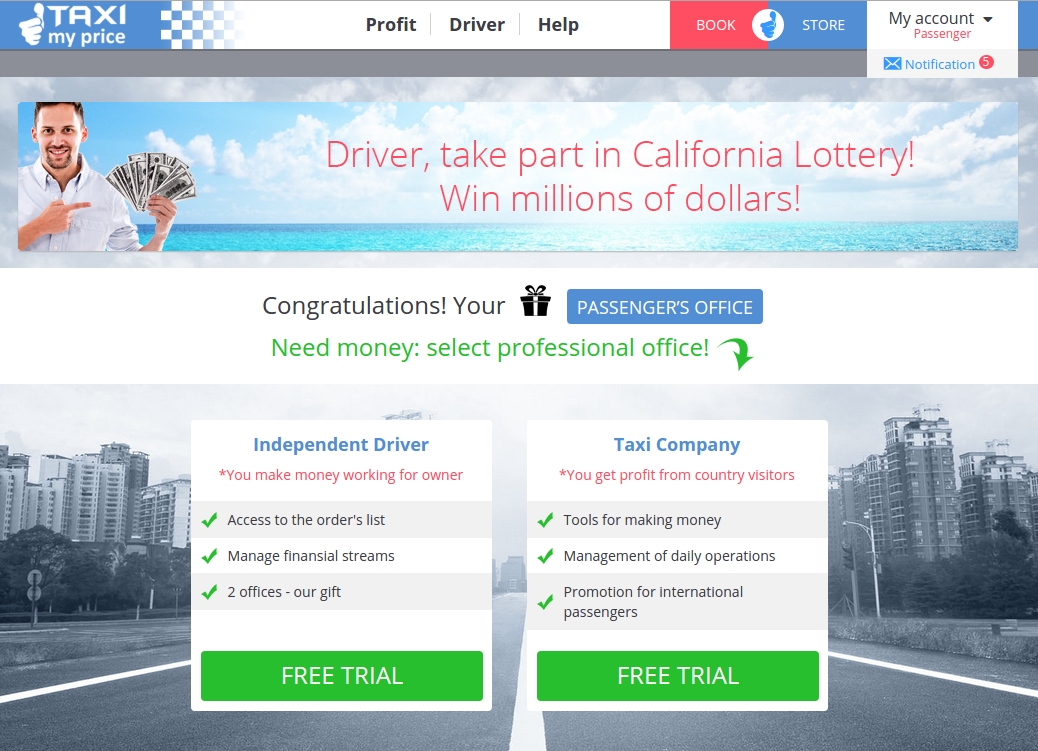 TAXI
my price
Profit
Driver
Help
BOOK
STORE
My account
Passenger
Notification 5
Driver, take part in California Lottery!
Win millions of dollars!
Congratulations! Your PASSENGER'S OFFICE
Need money: select professional office!
Independent Driver
*You make money working for owner
Access to the order's list
Manage finansial streams
2 offices - our gift
FREE TRIAL
Taxi Company
*You get profit from country visitors
Tools for making money
Management of daily operations
Promotion for international
passengers
FREE TRIAL